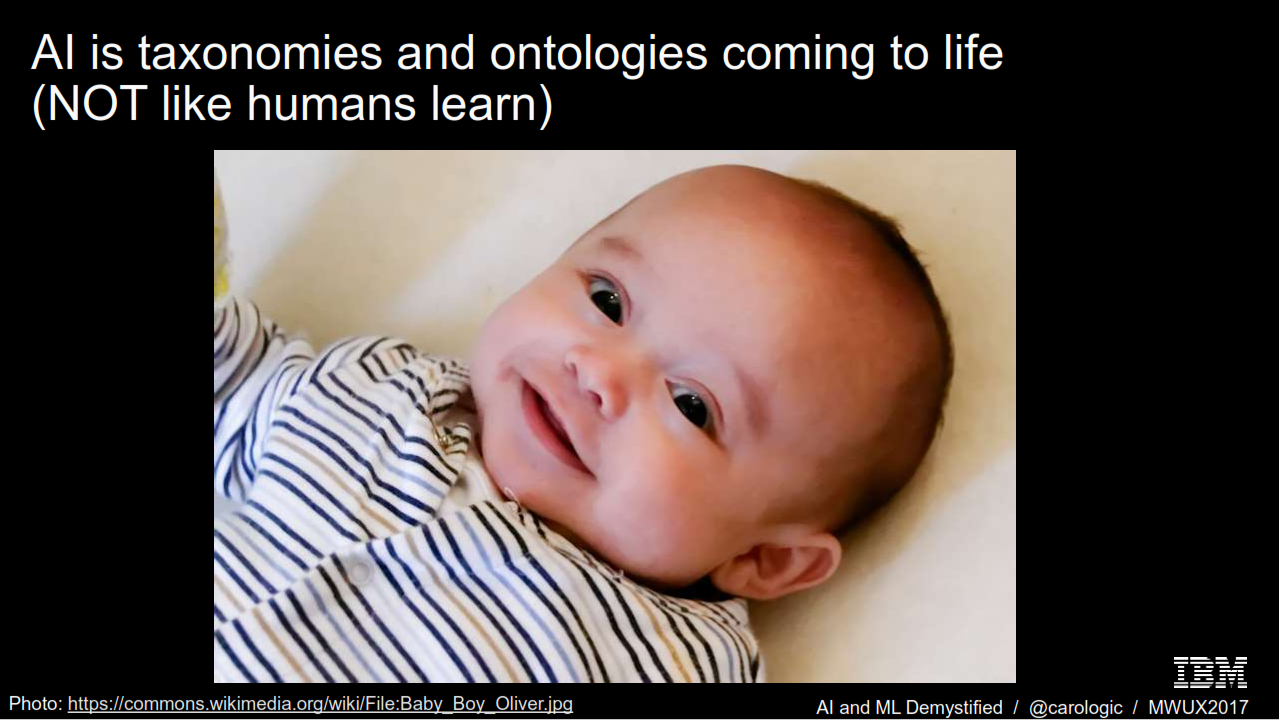 AI is taxonomies and ontologies coming to life
(NOT like humans learn)
IBM
Photo: https://commons.wikimedia.org/wiki/File:Baby_Boy_Oliver.jpg
AI and ML Demystified / @carologic / MWUX2017